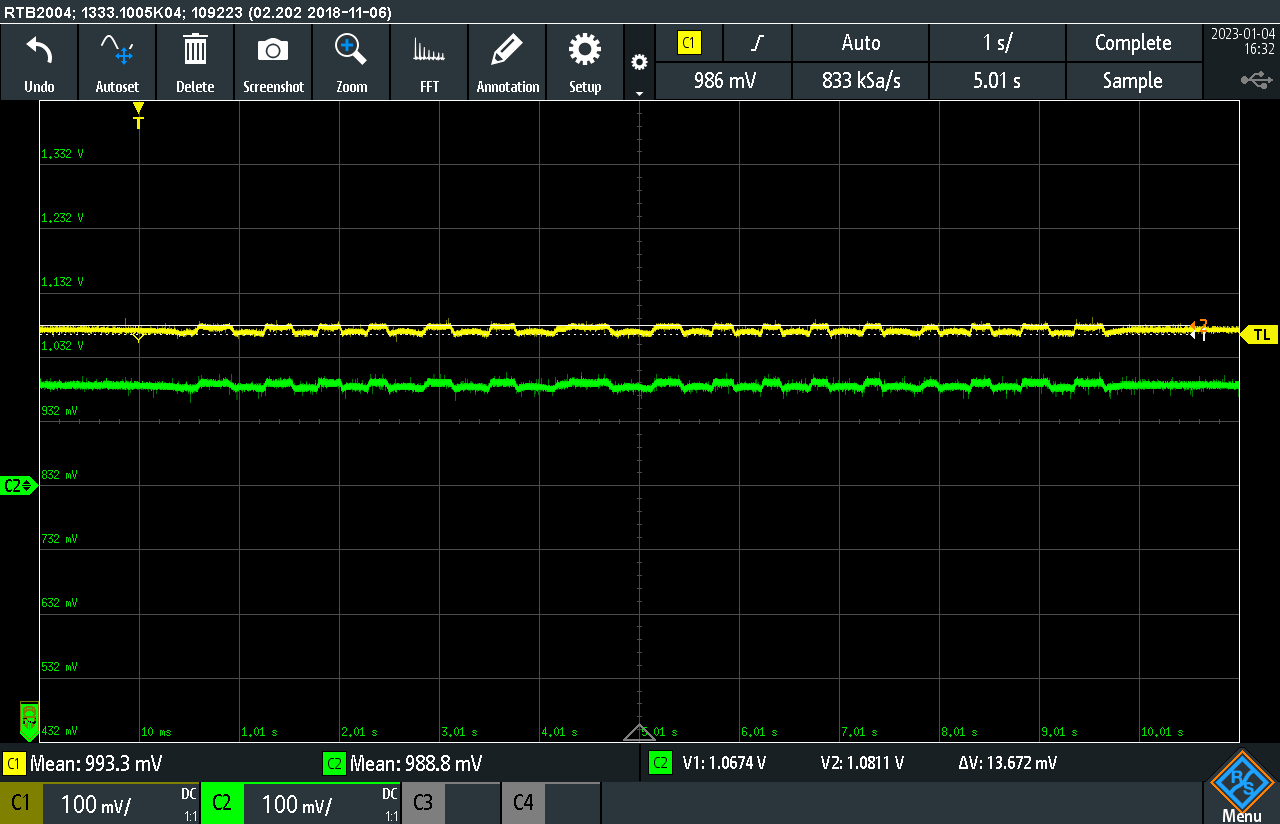 RTB2004; 1333.1005K04; 109223 (02.202 2018-11-06)
Undo
Autoset
Delete
Screenshot
Zoom
FFT
Annotation
Setup
C1
Auto
1 s/
Complete
986 mV
833 kSa/s
5.01 s
Sample
2023-01-04
16:32
T
1,332 V
1,232 V
1,132 V
1,032 V
932 mV
832 mV
732 mV
632 mV
532 mV
432 mV
2
1
TL
C2
10 ms
1,01 s
2,01 s
3,01 s
4,01 s
5,01 s
6,01 s
7,01 s
8,01 s
9,01 s
10,01 s
C1 Mean: 993.3 mV
C2 Mean: 988.8 mV
C2 V1: 1.0674 V V2: 1.0811 V ΔV: 13.672 mV
C1 100 mV/ DC 1:1
C2 100 mV/ DC 1:1
C3
C4
R S
Menu